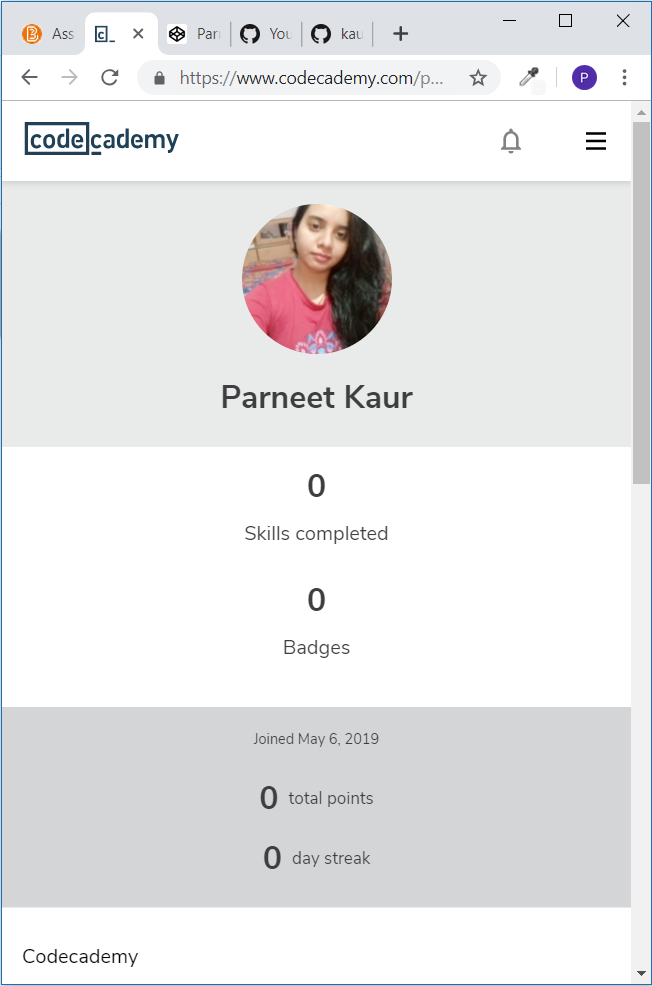 Ass
c_
Parn
You
kau
https://www.codecademy.com/p...
P
codecademy
Parneet Kaur
0
Skills completed
0
Badges
Joined May 6, 2019
0 total points
0 day streak
Codecademy